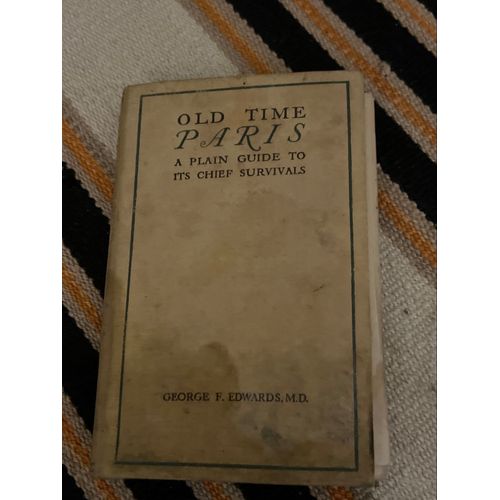 OLD TIME
PARIS
A PLAIN GUIDE TO
ITS CHIEF SURVIVALS
GEORGE F. EDWARDS, M.D.